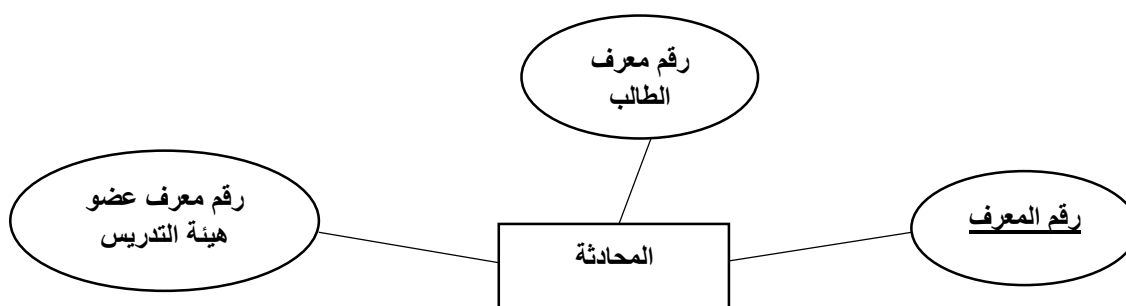 رقم معرف
الطالب
رقم المعرف
رقم معرف عضو
هيئة التدريس
المحادثة